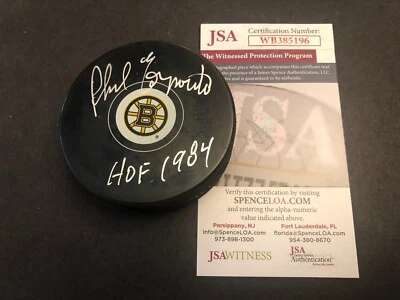 Phil Esposito
HOF 1984
B
JSA
Certification Number:
WB385196
The Witnessed Protection Program
Verify this certification by visiting
SPENCELOA.COM
and entering the alpha-numeric
value indicated above.
Parsippany, NJ
info@SpenceLOA.com
973-898-1300
Fort Lauderdale, FL
florida@SpenceLOA.com
954-380-8670
JSAWITNESS
JSA
Authentication